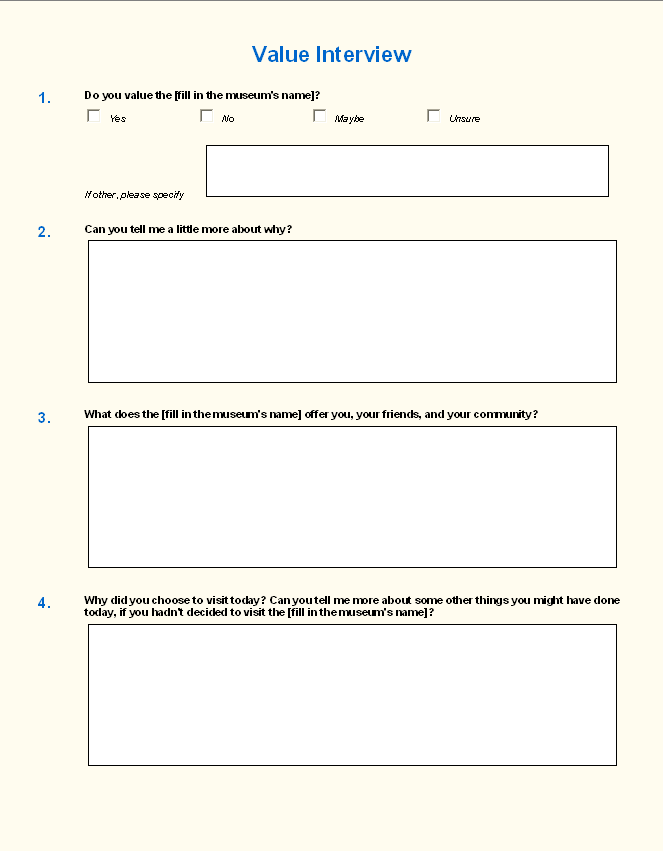 Value Interview
1. Do you value the [fill in the museum's name]?
Yes No Maybe Unsure
If other, please specify
2. Can you tell me a little more about why?
3. What does the [fill in the museum's name] offer you, your friends, and your community?
4. Why did you choose to visit today? Can you tell me more about some other things you might have done
today, if you hadn't decided to visit the [fill in the museum's name]?